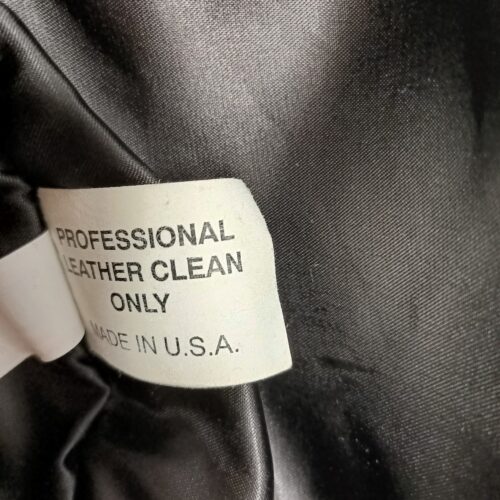 PROFESSIONAL
LEATHER CLEAN
ONLY
MADE IN U.S.A.